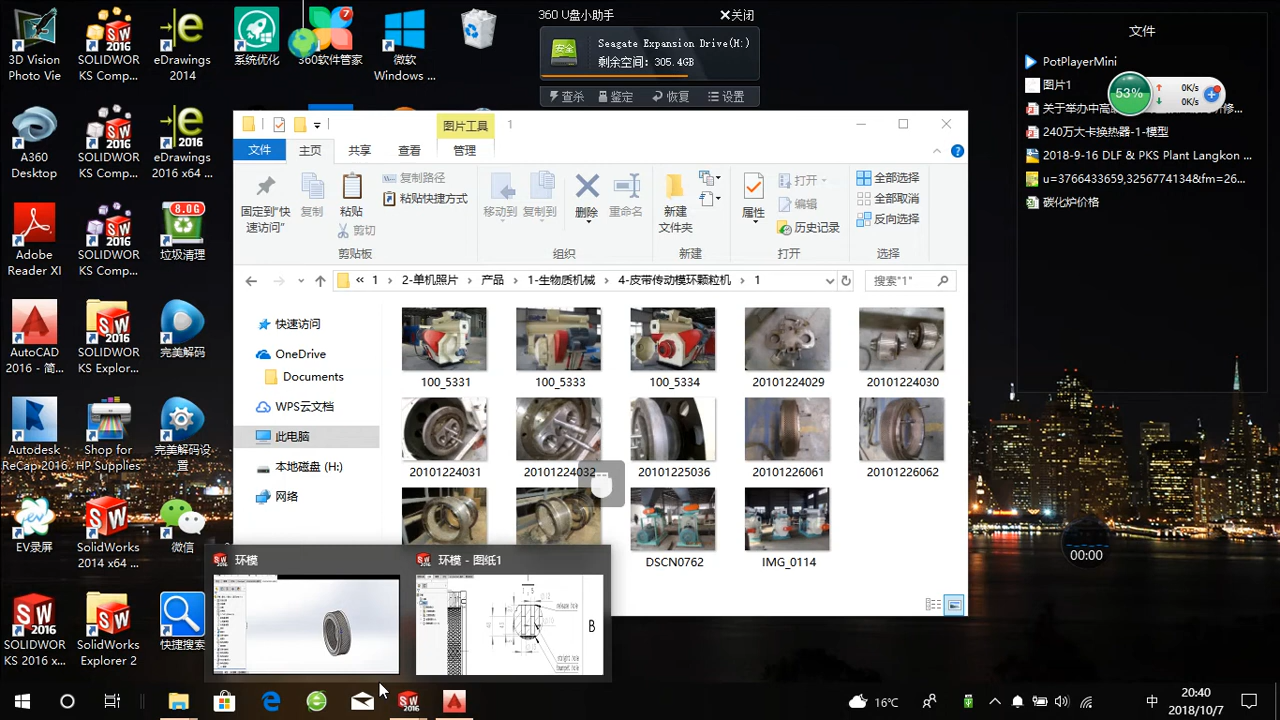 3D Vision
Photo Vie
SOLIDWOR
KS Comp...
eDrawings
2014
系统优化
360软件管家
7
微软
Windows ...
A360
Desktop
SOLIDWOR
KS Comp...
eDrawings
2016 x64 ...
Adobe
Reader XI
SOLIDWOR
KS Comp...
8.0G
垃圾清理
AutoCAD
2016 - 简...
SOLIDWOR
KS Explor...
完美解码
Autodesk
ReCap 2016
Shop for
HP Supplies
完美解码设
置
EV录屏
SolidWorks
2014 x64 ...
微信
SOLIDWOR
KS 2016 x...
SolidWorks
Explorer 2
快捷搜索
360 U盘小助手
关闭
安全
Seagate Expansion Drive(H:)
剩余空间: 305.4GB
查杀
鉴定
恢复
设置
文件
PotPlayerMini
图片1
53%
0K/s
0K/s
240万大卡换热器-1-模型
2018-9-16 DLF & PKS Plant Langkon ...
u=3766433659,3256774134&fm=26...
碳化炉价格
图片工具
1
文件
主页
共享
查看
管理
固定到"快
速访问"
复制
粘贴
复制路径
粘贴快捷方式
剪切
剪贴板
移动到
复制到
删除
重命名
组织
新建
文件夹
新建
属性
打开
编辑
历史记录
打开
全部选择
全部取消
反向选择
选择
« 1
2-单机照片
产品
1-生物质机械
4-皮带传动模环颗粒机
1
搜索"1"
快速访问
OneDrive
Documents
WPS云文档
此电脑
本地磁盘 (H:)
网络
100_5331
100_5333
100_5334
20101224029
20101224030
20101224031
20101224032
20101225036
20101226061
20101226062
DSCN0762
IMG_0114
环模
环模 - 图纸1
B
00:00
16°C
中
20:40
2018/10/7